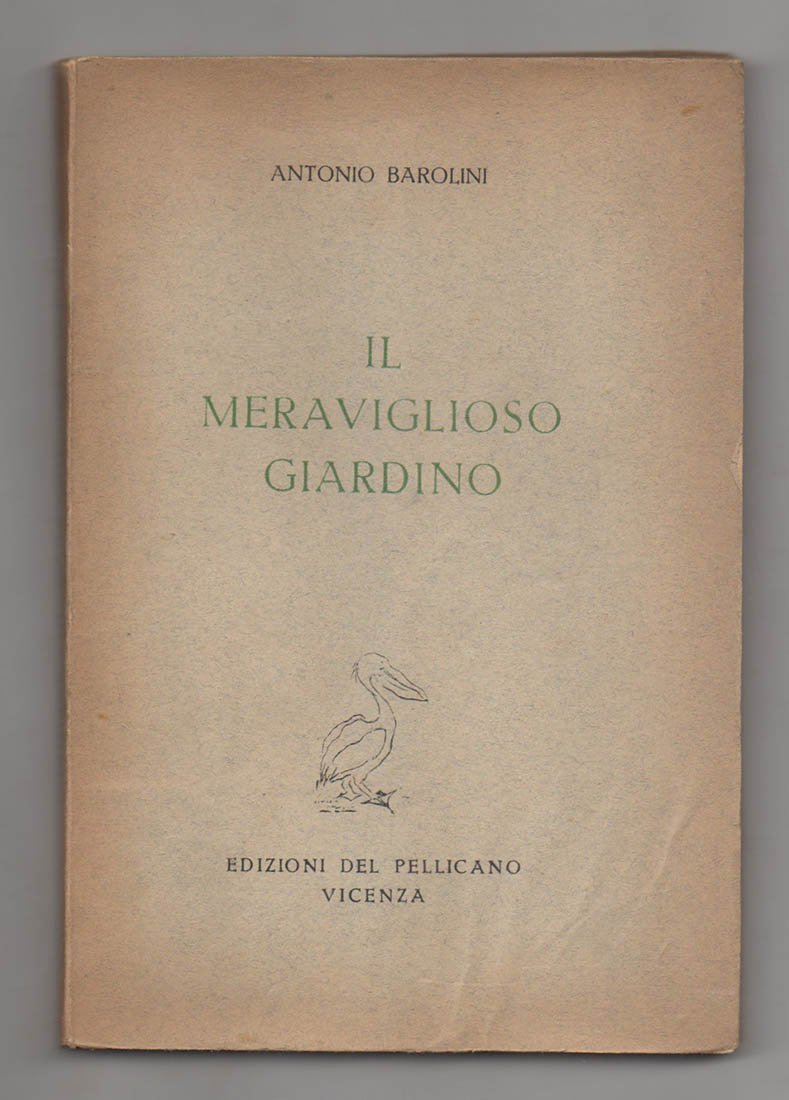 ANTONIO BAROLINI
IL
MERAVIGLIOSO
GIARDINO
EDIZIONI DEL PELLICANO
VICENZA